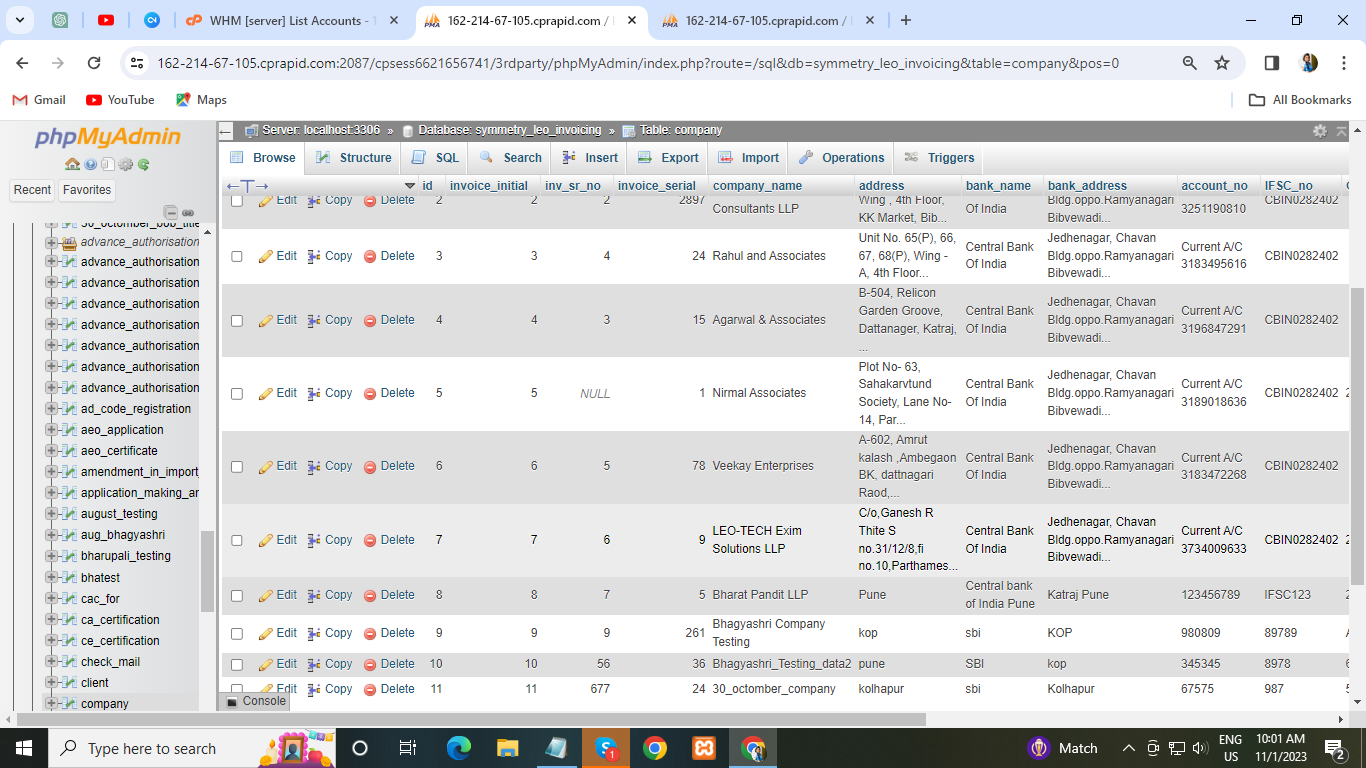 WHM [server] List Accounts - 1
162-214-67-105.cprapid.com / l
162-214-67-105.cprapid.com /
162-214-67-105.cprapid.com:2087/cpsess6621656741/3rdparty/phpMyAdmin/index.php?route=/sql&db=symmetry_leo_invoicing&table=company&pos=0
Gmail YouTube Maps All Bookmarks
phpMyAdmin
Recent Favorites
30_octomber_bob_title
advance_authorisation
advance_authorisation
advance_authorisation
advance_authorisation
advance_authorisation
advance_authorisation
advance_authorisation
advance_authorisation
ad_code_registration
aeo_application
aeo_certificate
amendment_in_import_
application_making_an
august_testing
aug_bhagyashri
bharupali_testing
bhatest
cac_for
ca_certification
ce_certification
check_mail
client
company
Server: localhost:3306 » Database: symmetry_leo_invoicing » Table: company
Browse Structure SQL Search Insert Export Import Operations Triggers
←T→ id invoice_initial inv_sr_no invoice_serial company_name address bank_name bank_address account_no IFSC_no
Edit Copy Delete 2 2 2 2897 Consultants LLP Wing , 4th Floor, KK Market, Bib... Of India Bldg.oppo.Ramyanagari Bibvewadi... 3251190810 CBIN0282402
Edit Copy Delete 3 3 4 24 Rahul and Associates Unit No. 65(P), 66, 67, 68(P), Wing - A, 4th Floor... Central Bank Of India Jedhenagar, Chavan Bldg.oppo.Ramyanagari Bibvewadi... Current A/C 3183495616 CBIN0282402
Edit Copy Delete 4 4 3 15 Agarwal & Associates B-504, Relicon Garden Groove, Dattanager, Katraj, ... Central Bank Of India Jedhenagar, Chavan Bldg.oppo.Ramyanagari Bibvewadi... Current A/C 3196847291 CBIN0282402
Edit Copy Delete 5 5 NULL 1 Nirmal Associates Plot No- 63, Sahakarvtund Society, Lane No- 14, Par... Central Bank Of India Jedhenagar, Chavan Bldg.oppo.Ramyanagari Bibvewadi... Current A/C 3189018636 CBIN0282402 2
Edit Copy Delete 6 6 5 78 Veekay Enterprises A-602, Amrut kalash ,Ambegaon BK, dattnagari Raod,... Central Bank Of India Jedhenagar, Chavan Bldg.oppo.Ramyanagari Bibvewadi... Current A/C 3183472268 CBIN0282402
Edit Copy Delete 7 7 6 9 LEO-TECH Exim Solutions LLP C/o,Ganesh R Thite S no.31/12/8,fi no.10,Parthames... Central Bank Of India Jedhenagar, Chavan Bldg.oppo.Ramyanagari Bibvewadi... Current A/C 3734009633 CBIN0282402 2
Edit Copy Delete 8 8 7 5 Bharat Pandit LLP Pune Central bank of India Pune Katraj Pune 123456789 IFSC123 2
Edit Copy Delete 9 9 9 261 Bhagyashri Company Testing kop sbi KOP 980809 89789
Edit Copy Delete 10 10 56 36 Bhagyashri_Testing_data2 pune SBI kop 345345 8978 6
Edit Copy Delete 11 11 677 24 30_octomber_company kolhapur sbi Kolhapur 67575 987 5
Console
Type here to search
Match
ENG
US
10:01 AM
11/1/2023
1
2